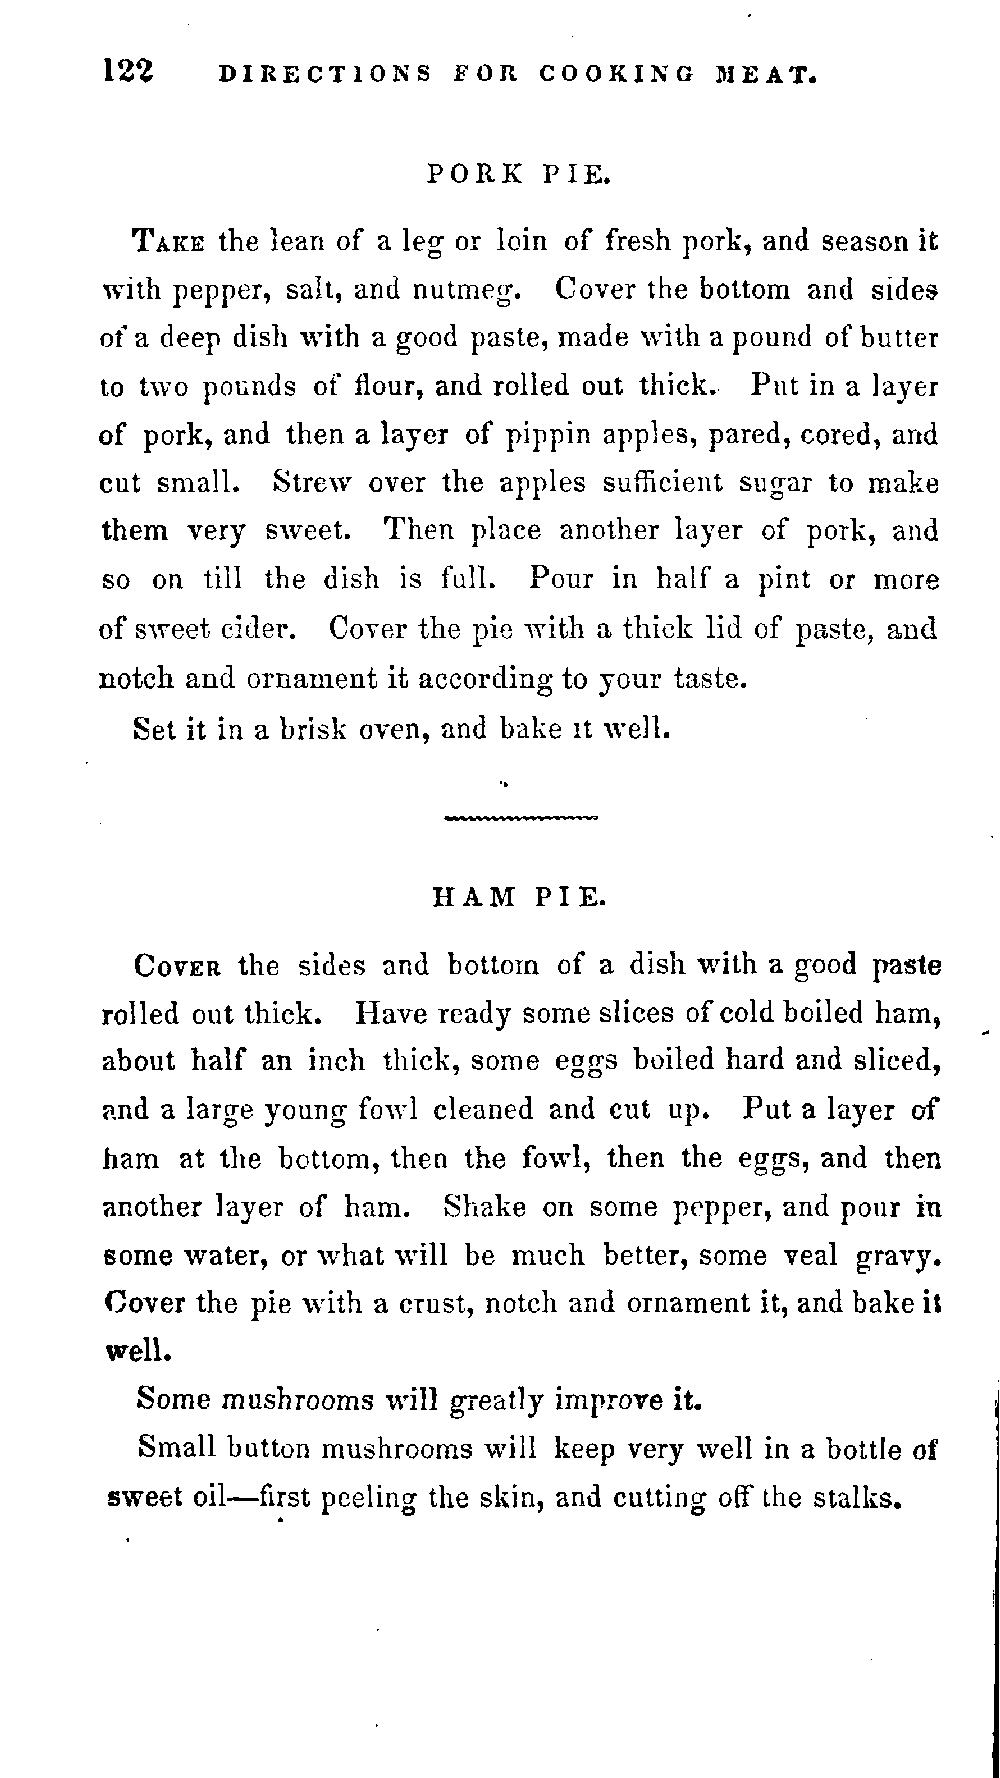 122 DIRECTIONS FOR COOKING MEAT.
PORK PIE.
TAKE the lean of a leg or loin of fresh pork, and season it
with pepper, salt, and nutmeg. Cover the bottom and sides
of a deep dish with a good paste, made with a pound of butter
to two pounds of flour, and rolled out thick. Put in a layer
of pork, and then a layer of pippin apples, pared, cored, and
cut small. Strew over the apples sufficient sugar to make
them very sweet. Then place another layer of pork, and
so on till the dish is full. Pour in half a pint or more
of sweet cider. Cover the pie with a thick lid of paste, and
notch and ornament it according to your taste.
Set it in a brisk oven, and bake it well.
HAM PIE.
COVER the sides and bottom of a dish with a good paste
rolled out thick. Have ready some slices of cold boiled ham,
about half an inch thick, some eggs boiled hard and sliced,
and a large young fowl cleaned and cut up. Put a layer of
ham at the bottom, then the fowl, then the eggs, and then
another layer of ham. Shake on some pepper, and pour in
some water, or what will be much better, some veal gravy.
Cover the pie with a crust, notch and ornament it, and bake it
well.
Some mushrooms will greatly improve it.
Small button mushrooms will keep very well in a bottle of
sweet oil—first peeling the skin, and cutting off the stalks.